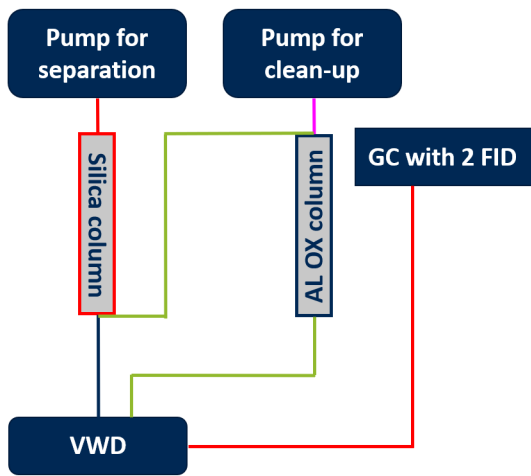 Pump for
separation
Pump for
clean-up
GC with 2 FID
Silica column
AL OX column
VWD